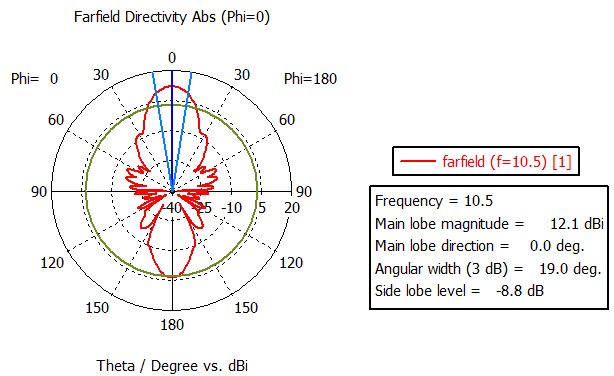 Farfield Directivity Abs (Phi=0)
Phi= 0
30
0
30
Phi=180
60
60
90
-40
-25
-10
5
20
90
120
120
150
150
180
Theta / Degree vs. dBi
farfield (f=10.5) [1]
Frequency = 10.5
Main lobe magnitude = 12.1 dBi
Main lobe direction = 0.0 deg.
Angular width (3 dB) = 19.0 deg.
Side lobe level = -8.8 dB